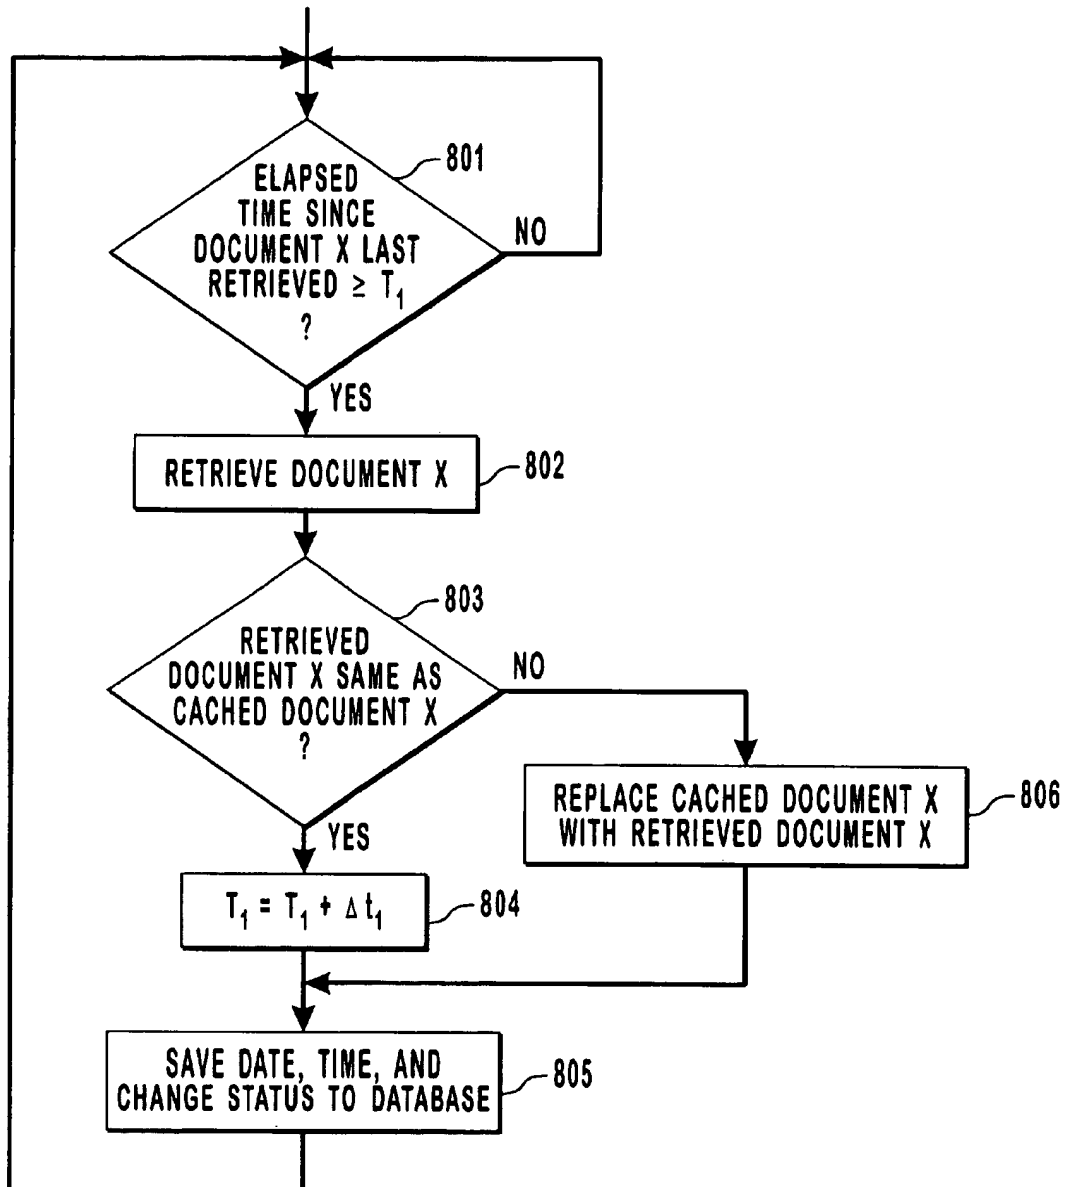 801
ELAPSED
TIME SINCE
DOCUMENT X LAST
RETRIEVED ≥ T₁
?
NO
YES
RETRIEVE DOCUMENT X
802
803
RETRIEVED
DOCUMENT X SAME AS
CACHED DOCUMENT X
?
NO
YES
REPLACE CACHED DOCUMENT X
WITH RETRIEVED DOCUMENT X
806
T₁ = T₁ + Δ t₁
804
SAVE DATE, TIME, AND
CHANGE STATUS TO DATABASE
805